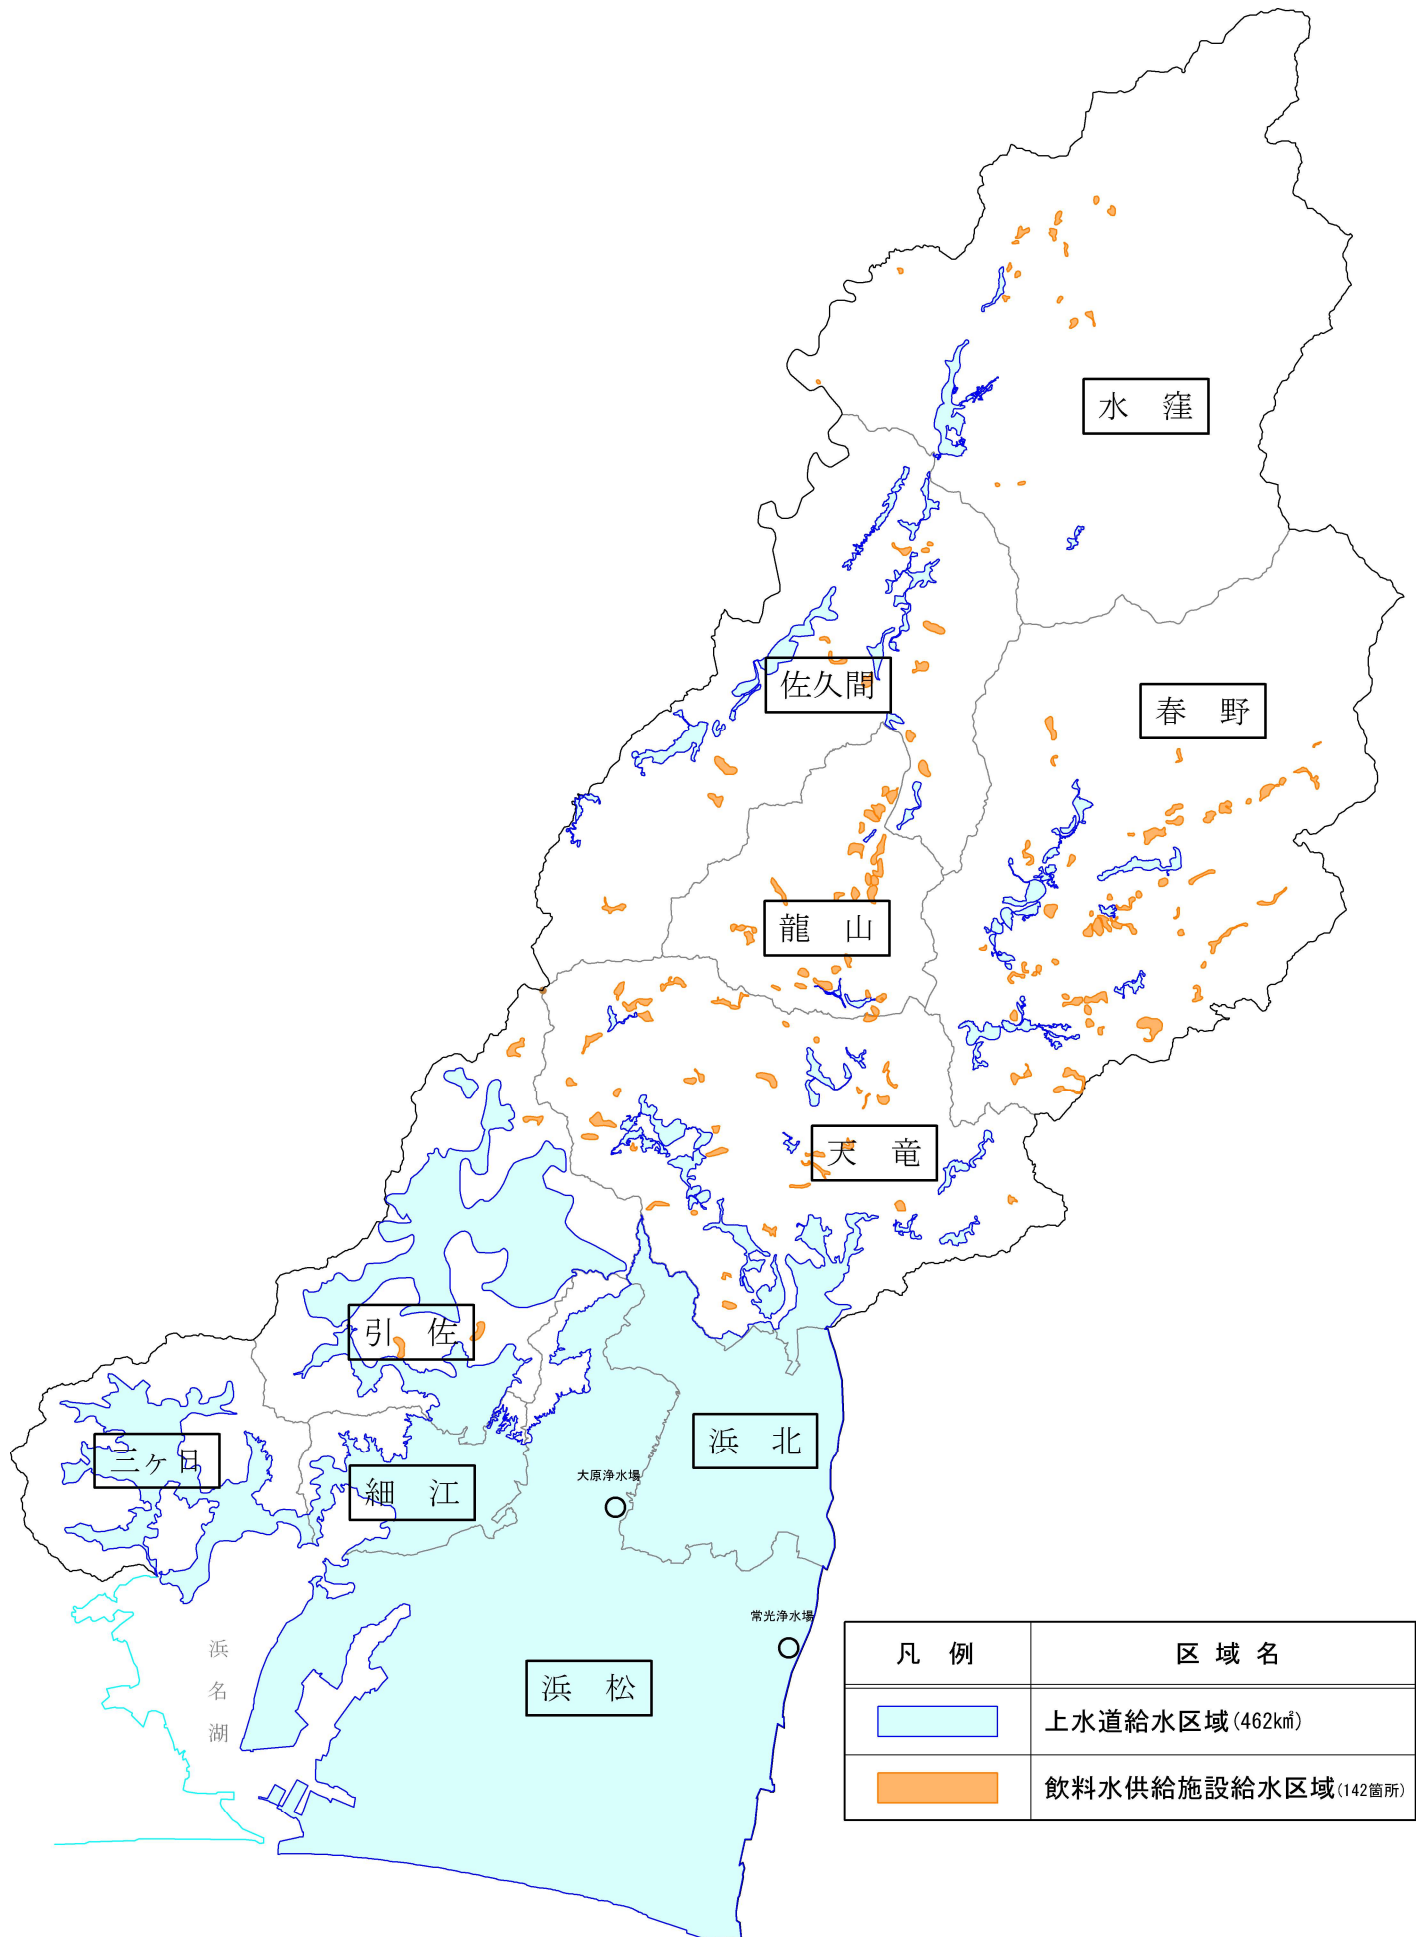 水 窪
佐久間
春 野
龍 山
天 竜
引 佐
三ヶ日
細 江
浜 北
大原浄水場
常光浄水場
浜名湖
浜 松
凡 例 区 域 名
上水道給水区域(462k㎡)
飲料水供給施設給水区域(142箇所)